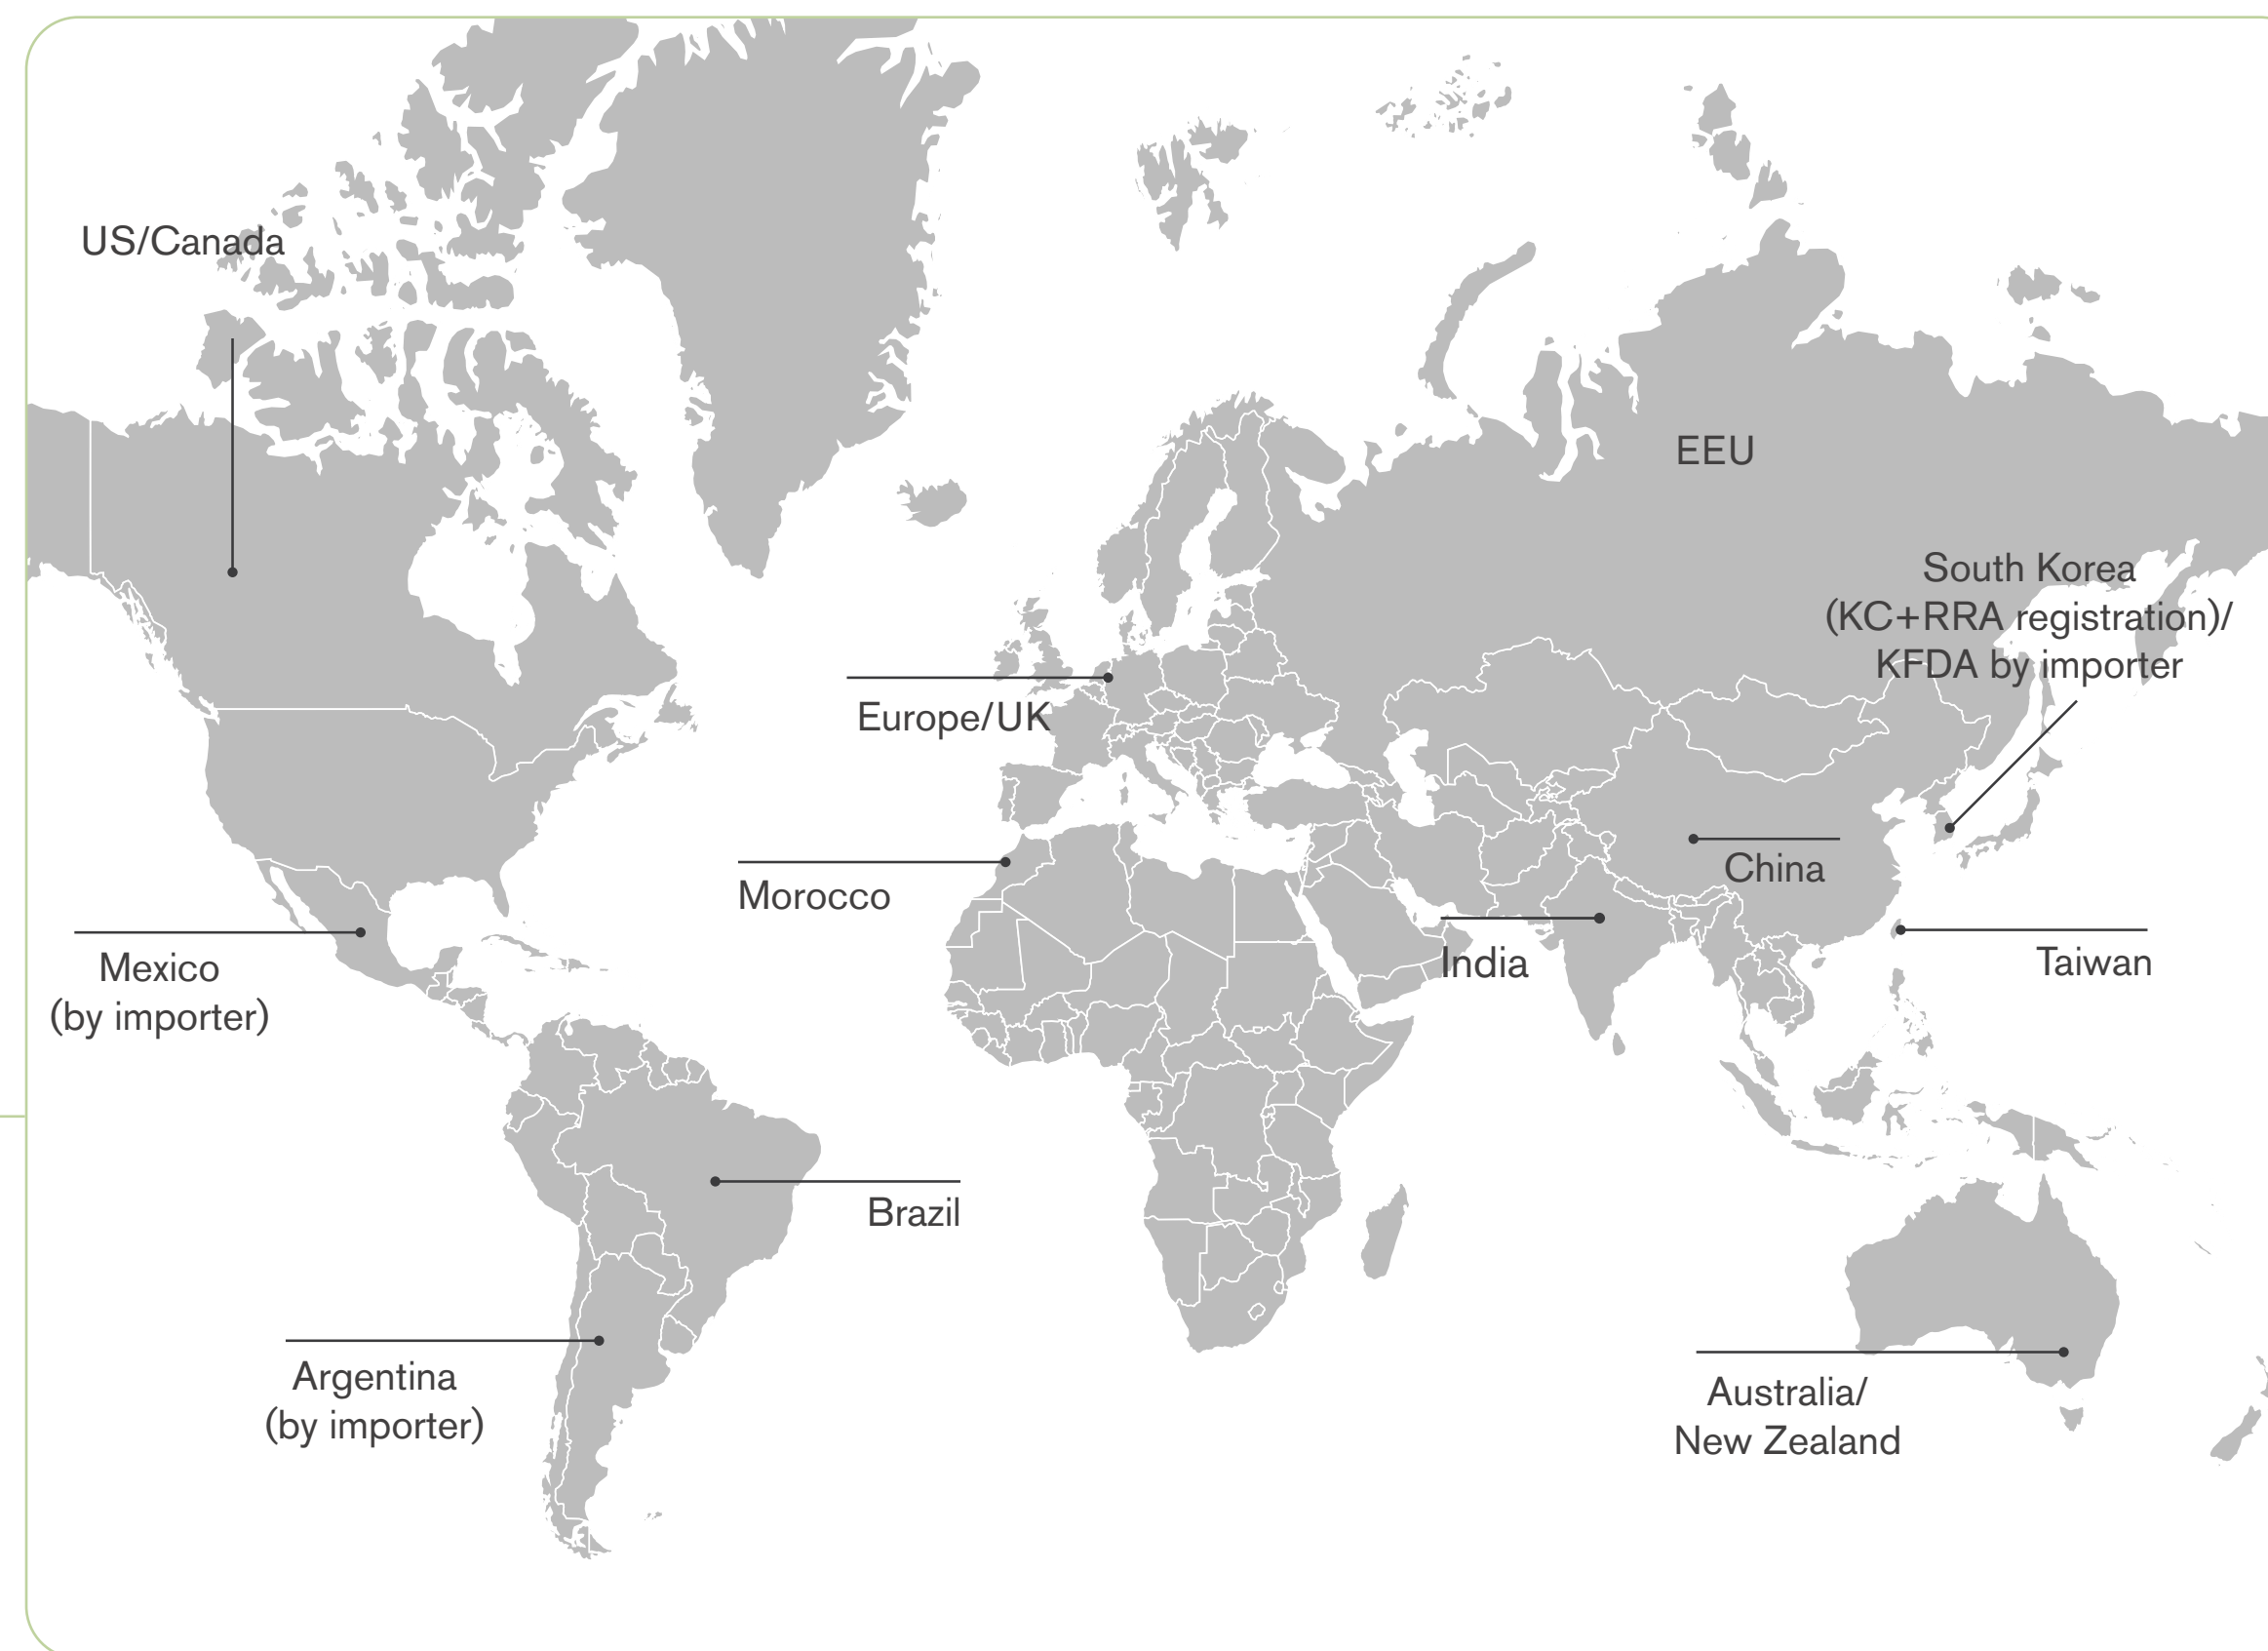 US/Canada
EEU
South Korea
(KC+RRA registration)/
KFDA by importer
Europe/UK
China
Morocco
India
Taiwan
Mexico
(by importer)
Brazil
Argentina
(by importer)
Australia/
New Zealand